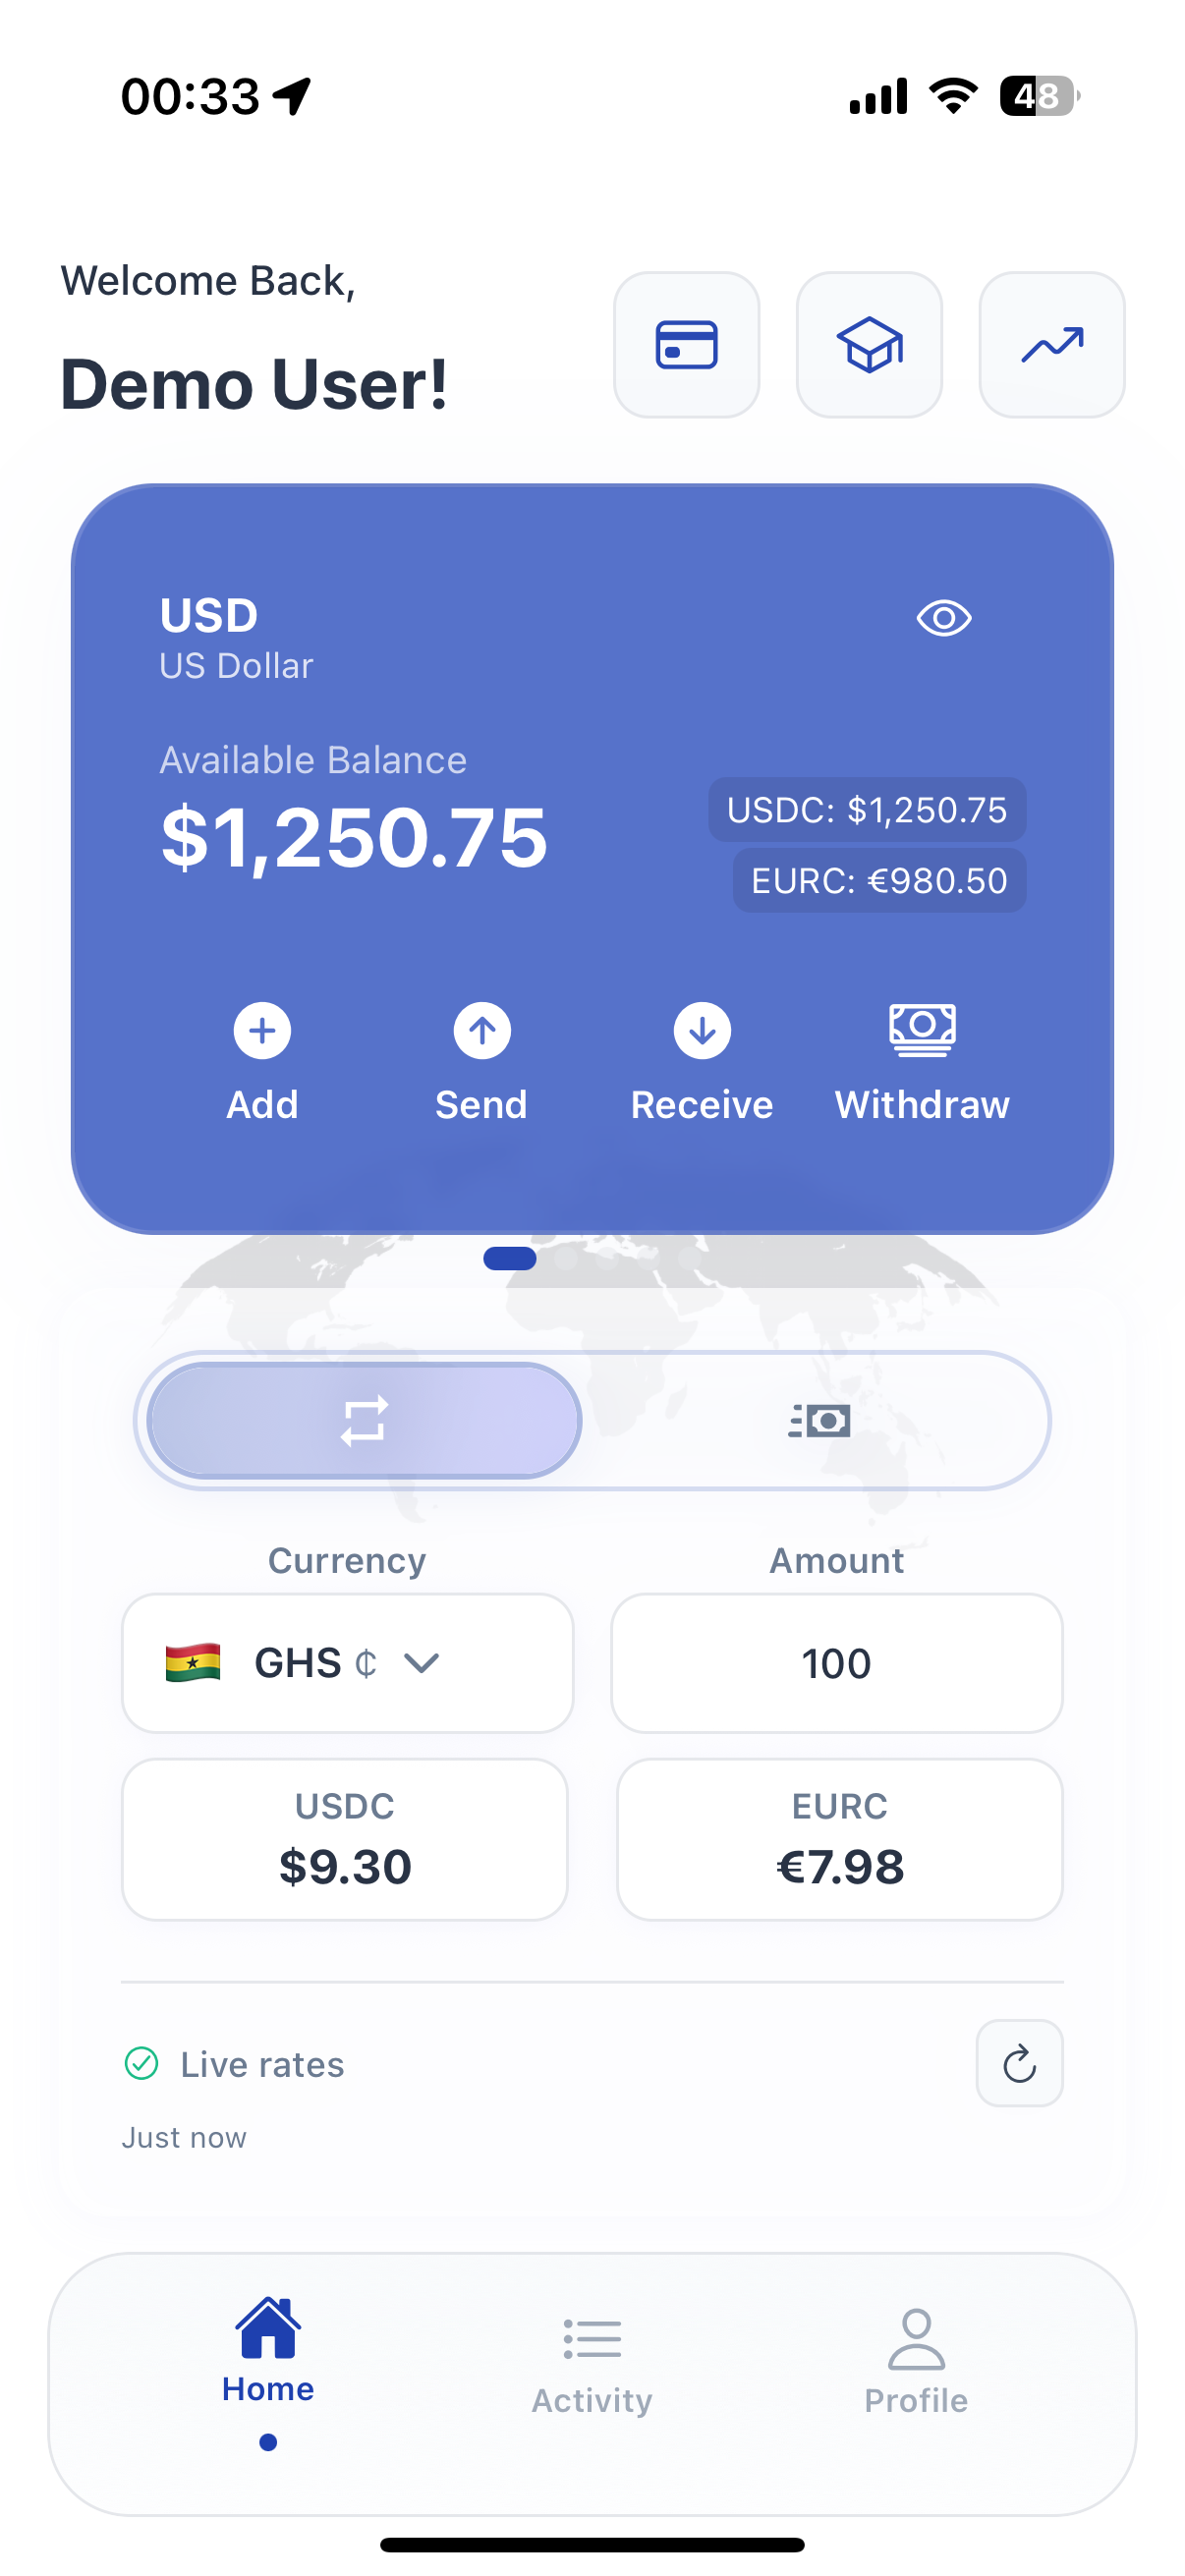 00:33
48
Welcome Back,
Demo User!
USD
US Dollar
Available Balance
$1,250.75
USDC: $1,250.75
EURC: €980.50
Add Send Receive Withdraw
Currency Amount
GHS ₵ 100
USDC EURC
$9.30 €7.98
Live rates
Just now
Home Activity Profile